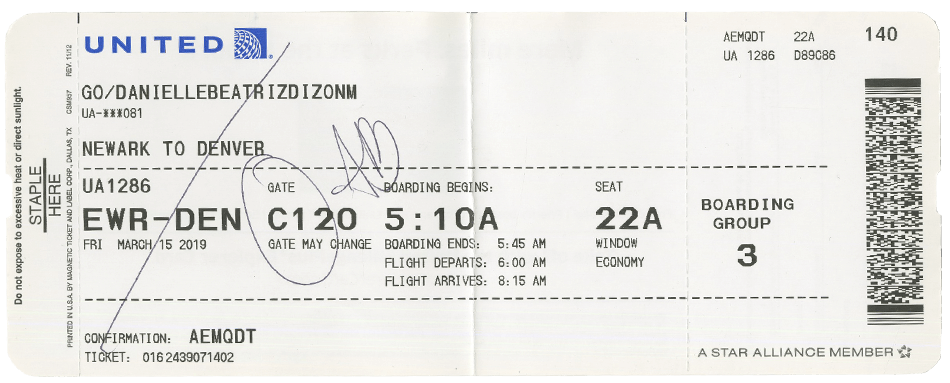 UNITED
GO/DANIELLEBEATRIZDIZONM
UA-***081
NEWARK TO DENVER
UA1286
GATE
BOARDING BEGINS:
SEAT
EWR-DEN
C120
5:10A
22A
FRI MARCH 15 2019
GATE MAY CHANGE
BOARDING ENDS: 5:45 AM
WINDOW
FLIGHT DEPARTS: 6:00 AM
ECONOMY
FLIGHT ARRIVES: 8:15 AM
BOARDING
GROUP
3
CONFIRMATION: AEMQDT
TICKET: 0162439071402
AEMQDT 22A
UA 1286 D89C86
140
A STAR ALLIANCE MEMBER
Do not expose to excessive heat or direct sunlight.
STAPLE
HERE
PRINTED IN U.S.A. BY MAGNETIC TICKET AND LABEL CORP., DALLAS, TX CSM937 REV. 11/12